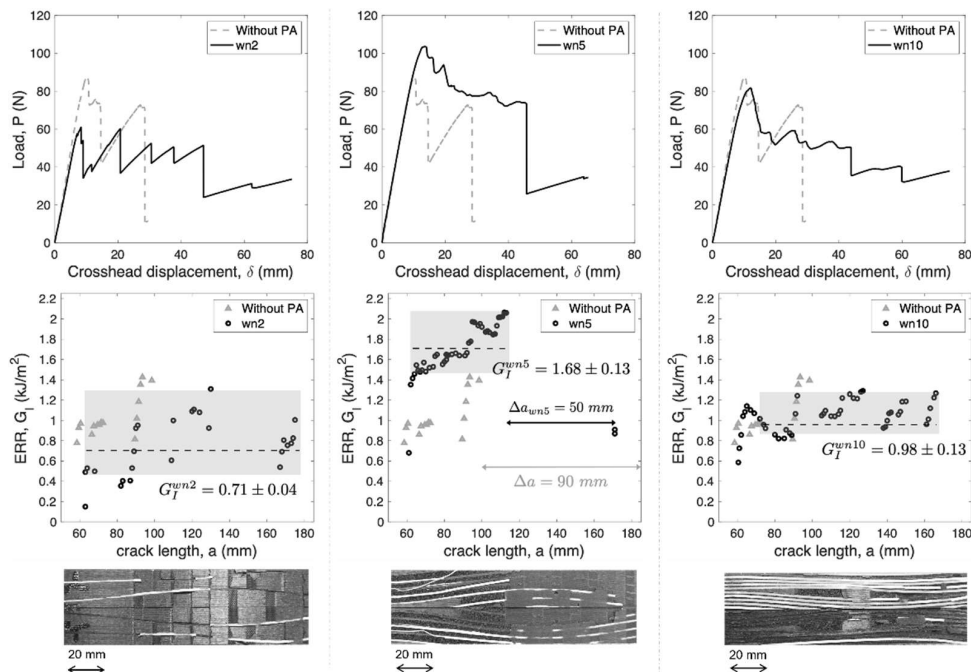 120
100
80
60
40
20
0
Load, P (N)
Without PA
wn2
0 20 40 60 80
Crosshead displacement, δ (mm)
120
100
80
60
40
20
0
Load, P (N)
Without PA
wn5
0 20 40 60 80
Crosshead displacement, δ (mm)
120
100
80
60
40
20
0
Load, P (N)
Without PA
wn10
0 20 40 60 80
Crosshead displacement, δ (mm)
2.2
2
1.8
1.6
1.4
1.2
1
0.8
0.6
0.4
0.2
0
ERR, G_I (kJ/m²)
Without PA
wn2
G_I^wn2 = 0.71 ± 0.04
60 80 100 120 140 160 180
crack length, a (mm)
2.2
2
1.8
1.6
1.4
1.2
1
0.8
0.6
0.4
0.2
0
ERR, G_I (kJ/m²)
Without PA
wn5
G_I^wn5 = 1.68 ± 0.13
Δa_wn5 = 50 mm
Δa = 90 mm
60 80 100 120 140 160 180
crack length, a (mm)
2.2
2
1.8
1.6
1.4
1.2
1
0.8
0.6
0.4
0.2
0
ERR, G_I (kJ/m²)
Without PA
wn10
G_I^wn10 = 0.98 ± 0.13
60 80 100 120 140 160 180
crack length, a (mm)
20 mm
20 mm
20 mm